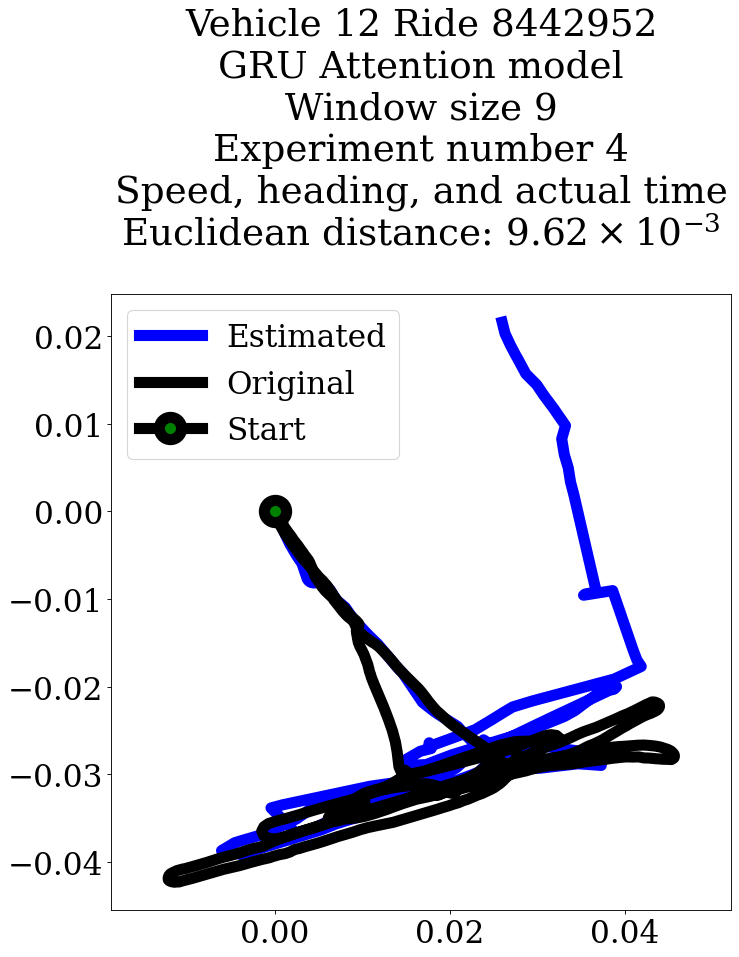 Vehicle 12 Ride 8442952
GRU Attention model
Window size 9
Experiment number 4
Speed, heading, and actual time
Euclidean distance: 9.62 × 10⁻³
Estimated
Original
Start
0.02
0.01
0.00
−0.01
−0.02
−0.03
−0.04
0.00 0.02 0.04